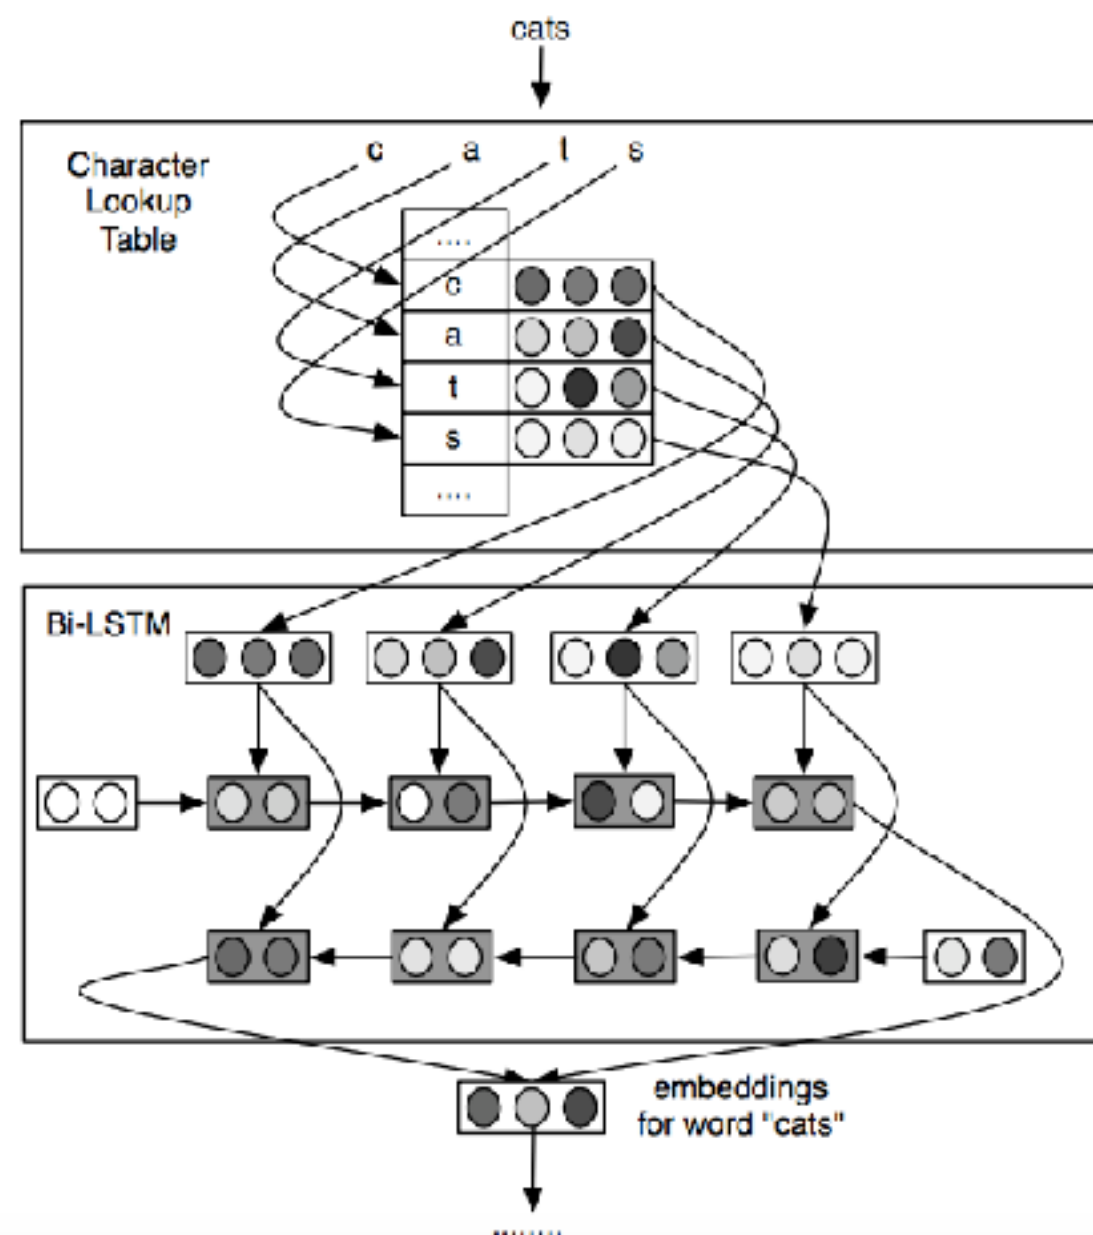 cats
c a t s
Character
Lookup
Table
....
c
a
t
s
....
Bi-LSTM
embeddings
for word "cats"